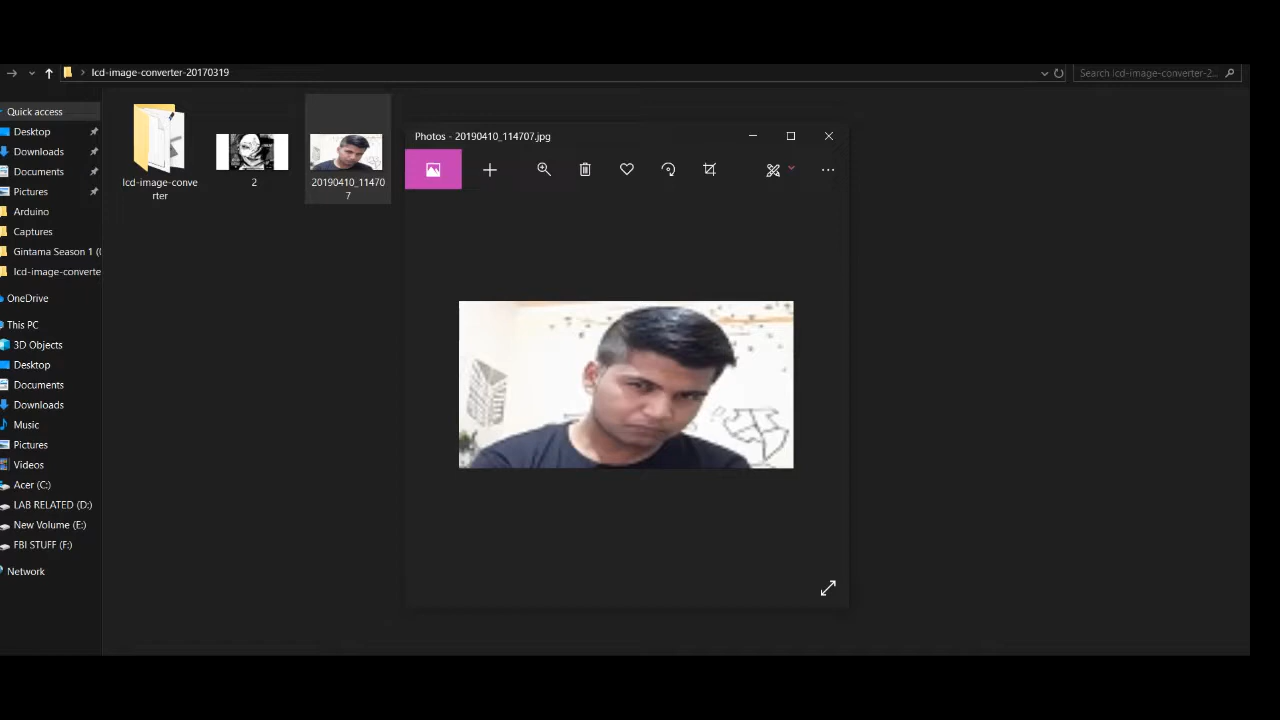 lcd-image-converter-20170319
Search lcd-image-converter-2...
Quick access
Desktop
Downloads
Documents
Pictures
Arduino
Captures
Gintama Season 1 (
lcd-image-converte
OneDrive
This PC
3D Objects
Desktop
Documents
Downloads
Music
Pictures
Videos
Acer (C:)
LAB RELATED (D:)
New Volume (E:)
FBI STUFF (F:)
Network
lcd-image-conve
rter
2
20190410_11470
7
Photos - 20190410_114707.jpg